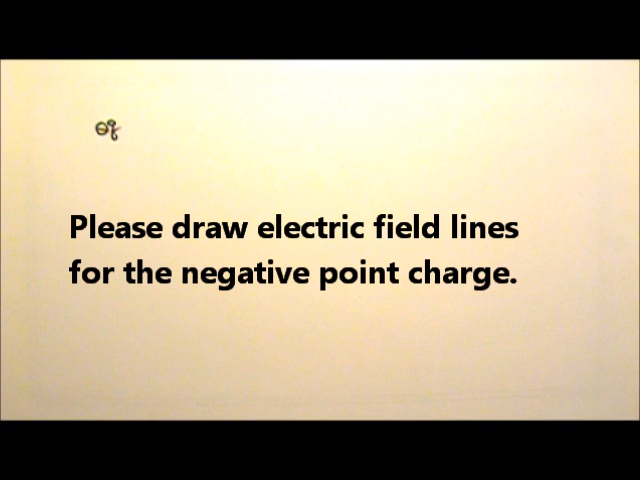 ⊖q
Please draw electric field lines
for the negative point charge.